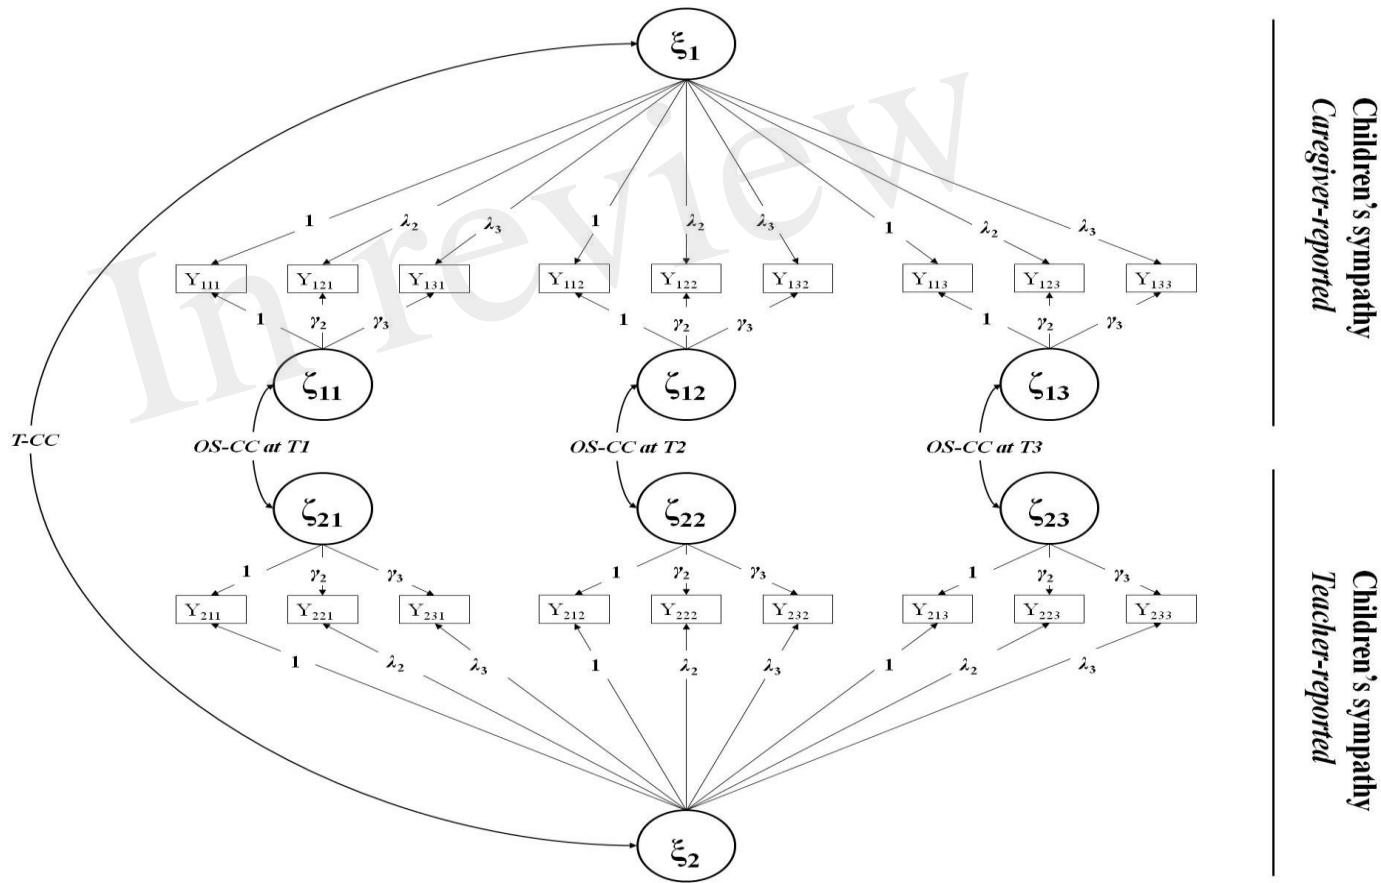 ξ1
1 λ2 λ3 1 λ2 λ3 1 λ2 λ3
Y111 Y121 Y131 Y112 Y122 Y132 Y113 Y123 Y133
1 γ2 γ3 1 γ2 γ3 1 γ2 γ3
ζ11 ζ12 ζ13
T-CC OS-CC at T1 OS-CC at T2 OS-CC at T3
ζ21 ζ22 ζ23
1 γ2 γ3 1 γ2 γ3 1 γ2 γ3
Y211 Y221 Y231 Y212 Y222 Y232 Y213 Y223 Y233
1 λ2 λ3 1 λ2 λ3 1 λ2 λ3
ξ2
Children's sympathy
Caregiver-reported
Children's sympathy
Teacher-reported
In review